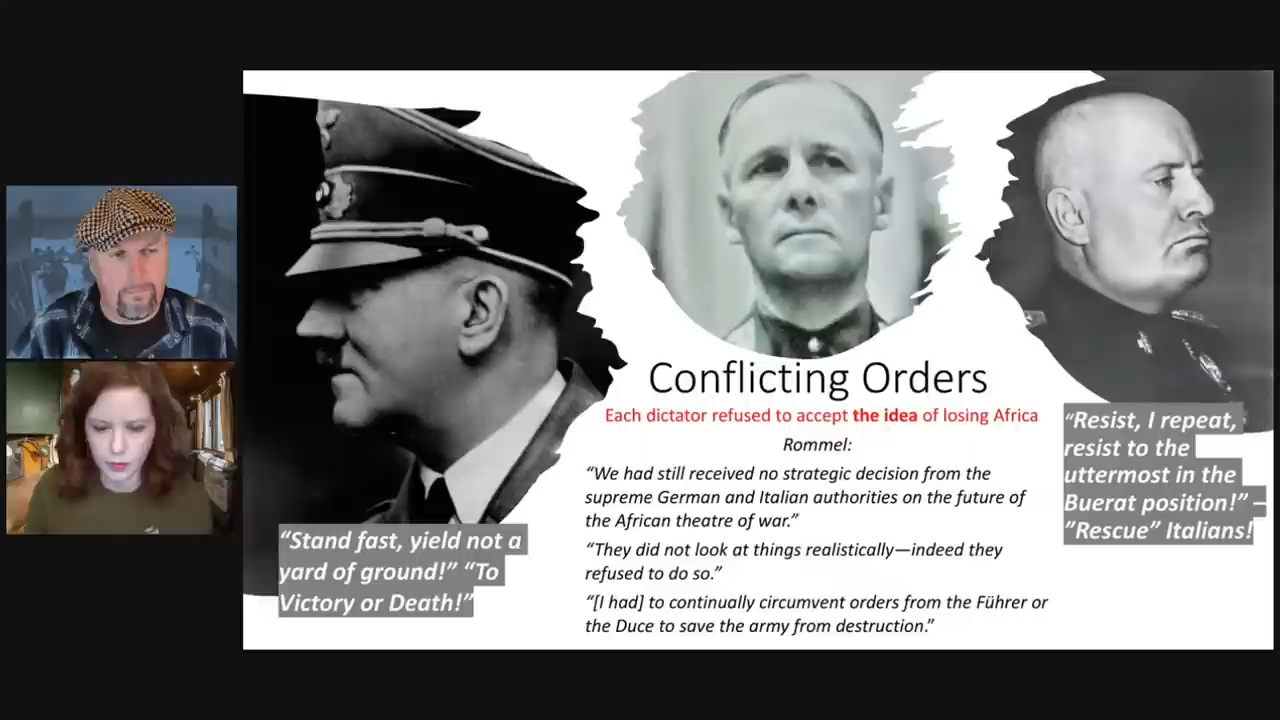 Conflicting Orders
Each dictator refused to accept the idea of losing Africa
Rommel:
“We had still received no strategic decision from the
supreme German and Italian authorities on the future of
the African theatre of war.”
“They did not look at things realistically—indeed they
refused to do so.”
“[I had] to continually circumvent orders from the Führer or
the Duce to save the army from destruction.”
“Stand fast, yield not a
yard of ground!” “To
Victory or Death!”
“Resist, I repeat,
resist to the
uttermost in the
Buerat position!” –
”Rescue” Italians!